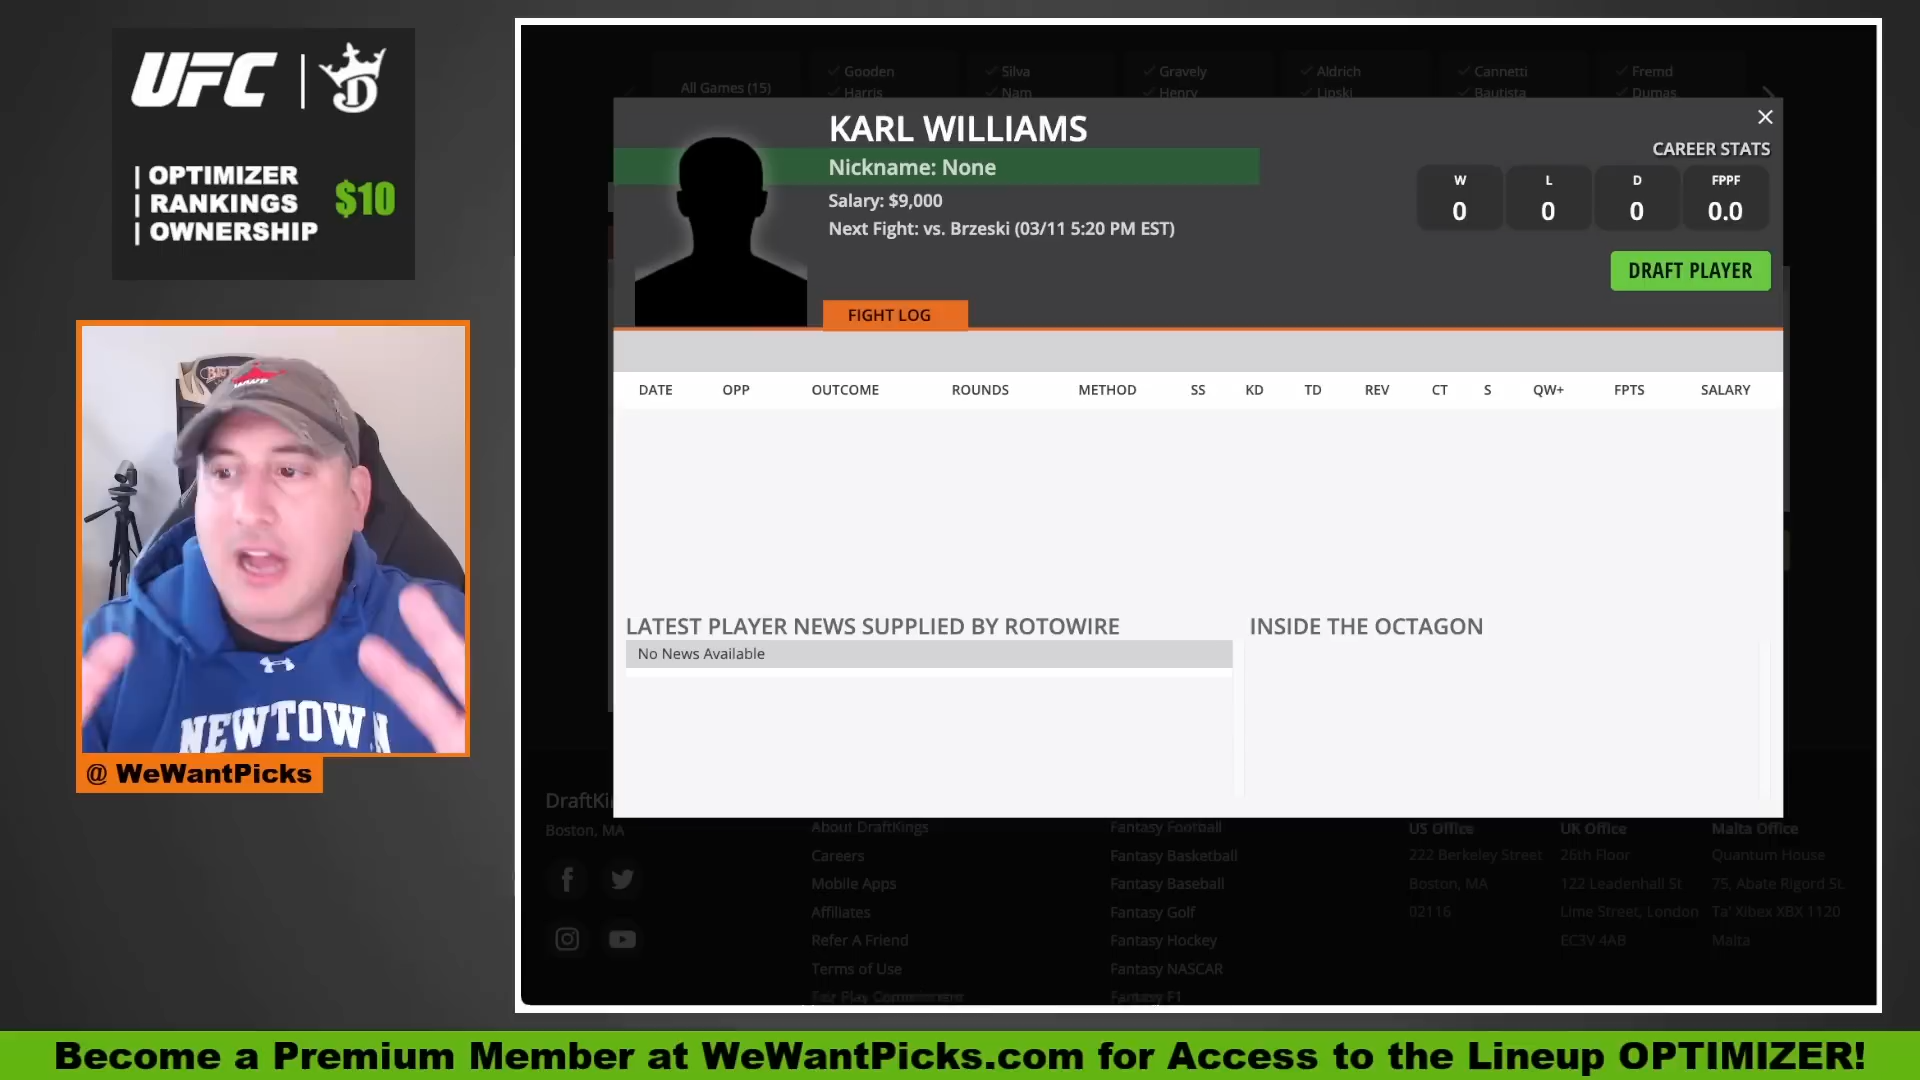 UFC
D
| OPTIMIZER
| RANKINGS
| OWNERSHIP
$10
NEWTOWN
@ WeWantPicks
All Games (15)
Gooden
Harris
Silva
Nam
Gravely
Henry
Aldrich
Lipski
Cannetti
Bautista
Fremd
Dumas
KARL WILLIAMS
Nickname: None
Salary: $9,000
Next Fight: vs. Brzeski (03/11 5:20 PM EST)
CAREER STATS
W L D FPPF
0 0 0 0.0
DRAFT PLAYER
FIGHT LOG
DATE OPP OUTCOME ROUNDS METHOD SS KD TD REV CT S QW+ FPTS SALARY
LATEST PLAYER NEWS SUPPLIED BY ROTOWIRE
No News Available
INSIDE THE OCTAGON
DraftKi
Boston, MA
About DraftKings
Careers
Mobile Apps
Affiliates
Refer A Friend
Terms of Use
Fantasy Football
Fantasy Basketball
Fantasy Baseball
Fantasy Golf
Fantasy Hockey
Fantasy NASCAR
Fantasy F1
US Office
222 Berkeley Street
Boston, MA
02116
UK Office
26th Floor
122 Leadenhall St
Lime Street, London
EC3V 4AB
Malta Office
Quantum House
75, Abate Rigord St.
Ta' Xibex XBX 1120
Malta
Become a Premium Member at WeWantPicks.com for Access to the Lineup OPTIMIZER!